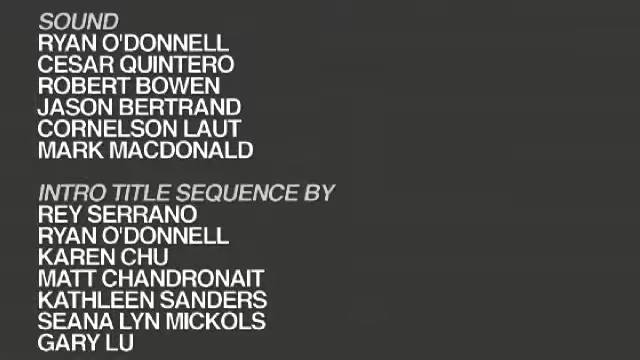 SOUND
RYAN O'DONNELL
CESAR QUINTERO
ROBERT BOWEN
JASON BERTRAND
CORNELSON LAUT
MARK MACDONALD
INTRO TITLE SEQUENCE BY
REY SERRANO
RYAN O'DONNELL
KAREN CHU
MATT CHANDRONAIT
KATHLEEN SANDERS
SEANA LYN MICKOLS
GARY LU